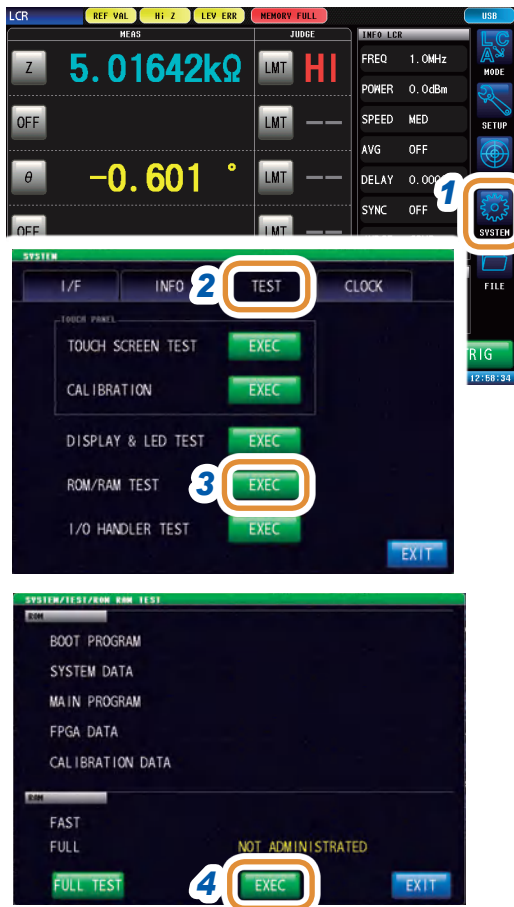 LCR REF VAL Hi Z LEV ERR MEMORY FULL USB
MEAS JUDGE INFO LCR
Z 5.01642kΩ LMT HI
FREQ 1.0MHz
MODE
POWER 0.0dBm
OFF LMT -- SPEED MED
SETUP
AVG OFF
θ -0.601 ° LMT -- DELAY 0.000
1
SYNC OFF
OFF LMT
SYSTEM
SYSTEM
I/F INFO 2 TEST CLOCK
FILE
TOUCH PANEL
TOUCH SCREEN TEST EXEC
RIG
CALIBRATION EXEC
12:58:34
DISPLAY & LED TEST EXEC
ROM/RAM TEST 3 EXEC
I/O HANDLER TEST EXEC
EXIT
SYSTEM/TEST/ROM RAM TEST
ROM
BOOT PROGRAM
SYSTEM DATA
MAIN PROGRAM
FPGA DATA
CALIBRATION DATA
RAM
FAST
FULL NOT ADMINISTRATED
FULL TEST 4 EXEC EXIT